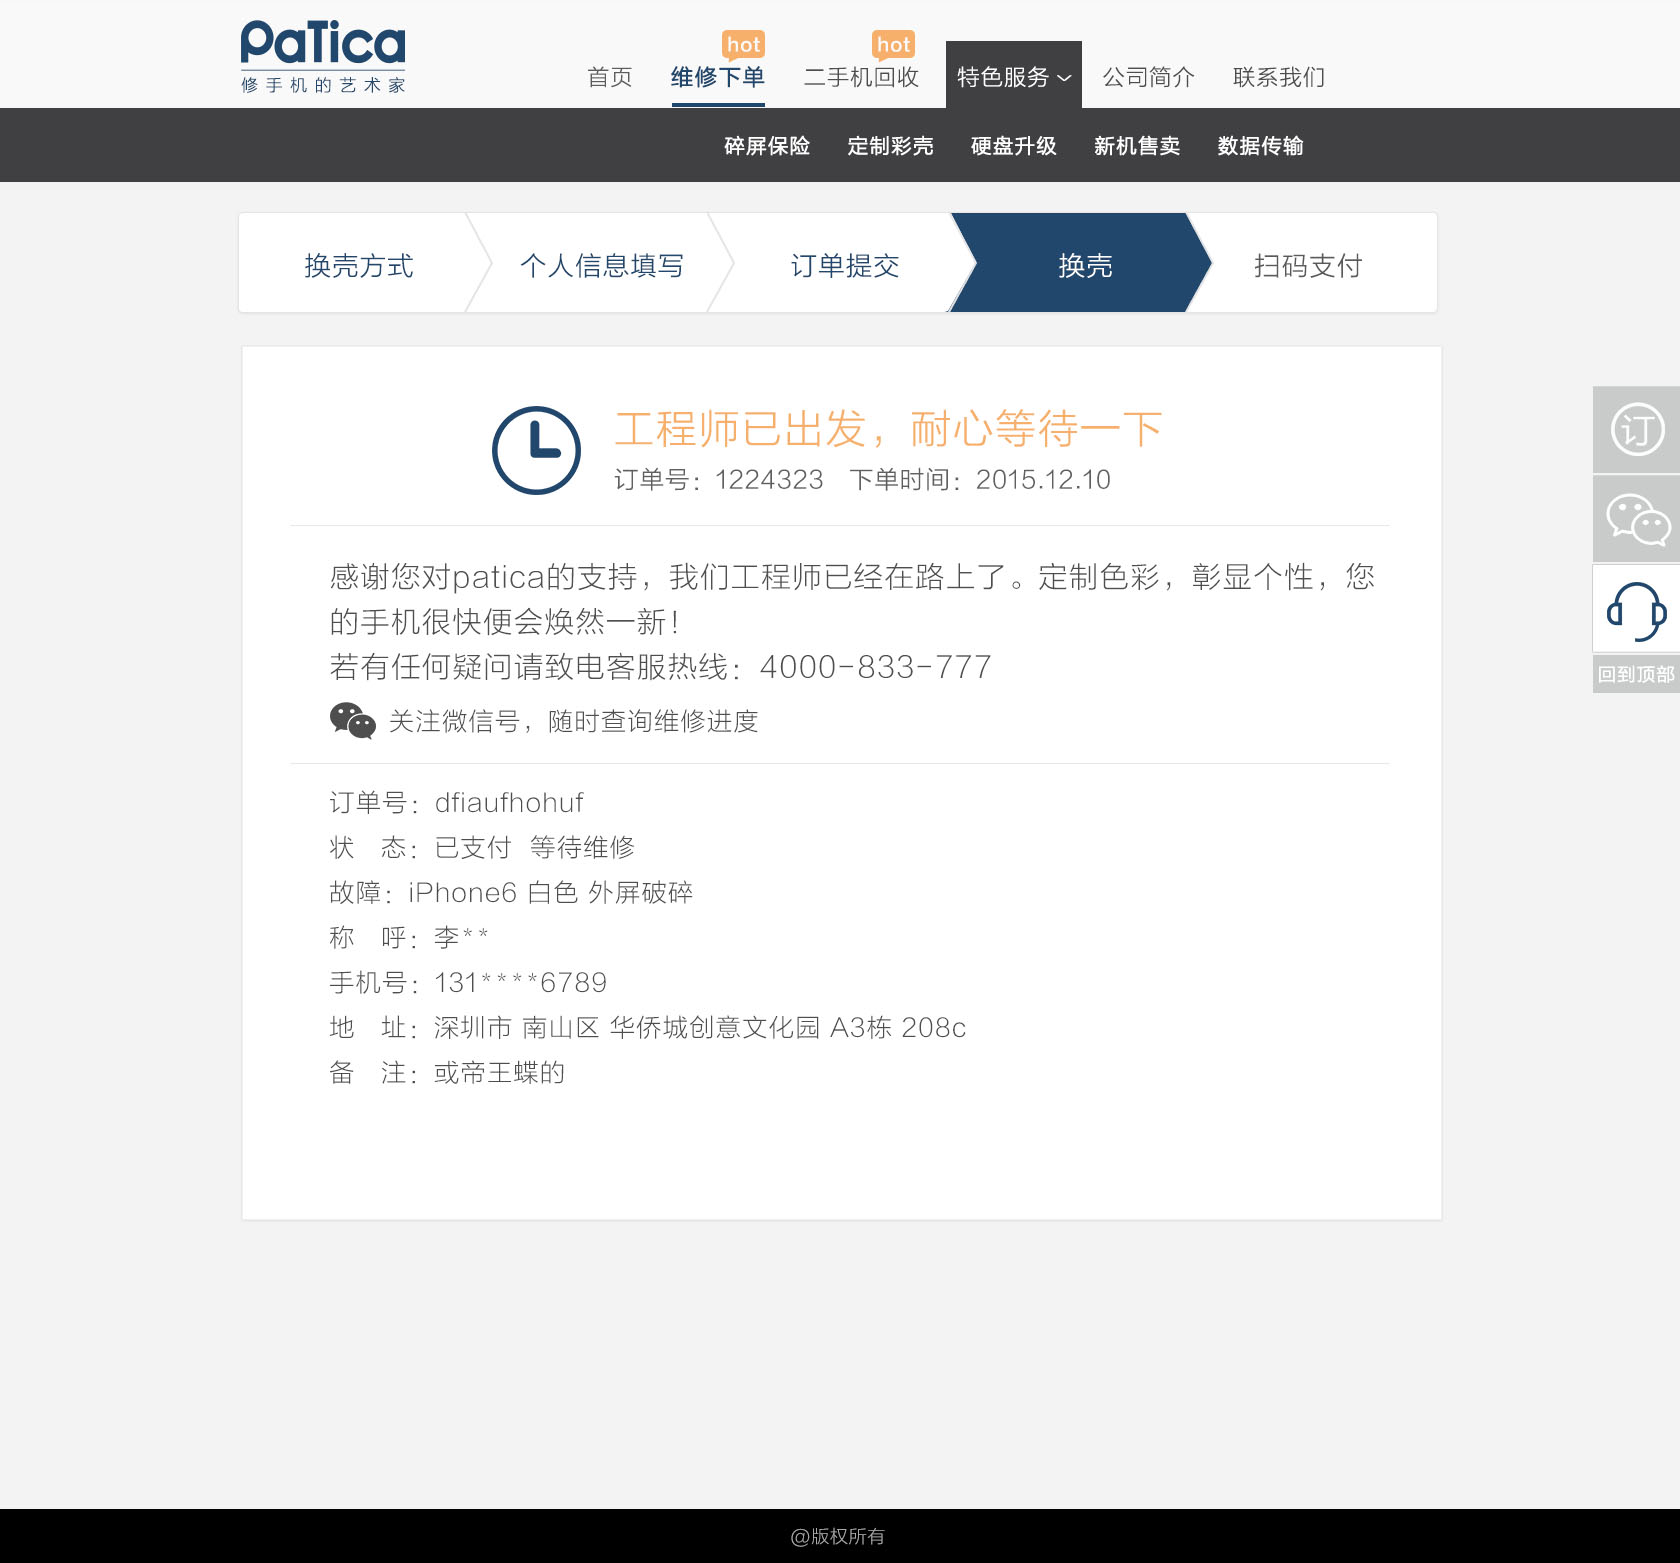 PaTica
修手机的艺术家
hot
hot
首页 维修下单 二手机回收 特色服务 公司简介 联系我们
碎屏保险 定制彩壳 硬盘升级 新机售卖 数据传输
换壳方式 个人信息填写 订单提交 换壳 扫码支付
工程师已出发，耐心等待一下
订单号：1224323 下单时间：2015.12.10
感谢您对patica的支持，我们工程师已经在路上了。定制色彩，彰显个性，您
的手机很快便会焕然一新！
若有任何疑问请致电客服热线：4000-833-777
关注微信号，随时查询维修进度
订单号：dfiaufhohuf
状 态：已支付 等待维修
故障：iPhone6 白色 外屏破碎
称 呼：李**
手机号：131****6789
地 址：深圳市 南山区 华侨城创意文化园 A3栋 208c
备 注：或帝王蝶的
订
回到顶部
@版权所有